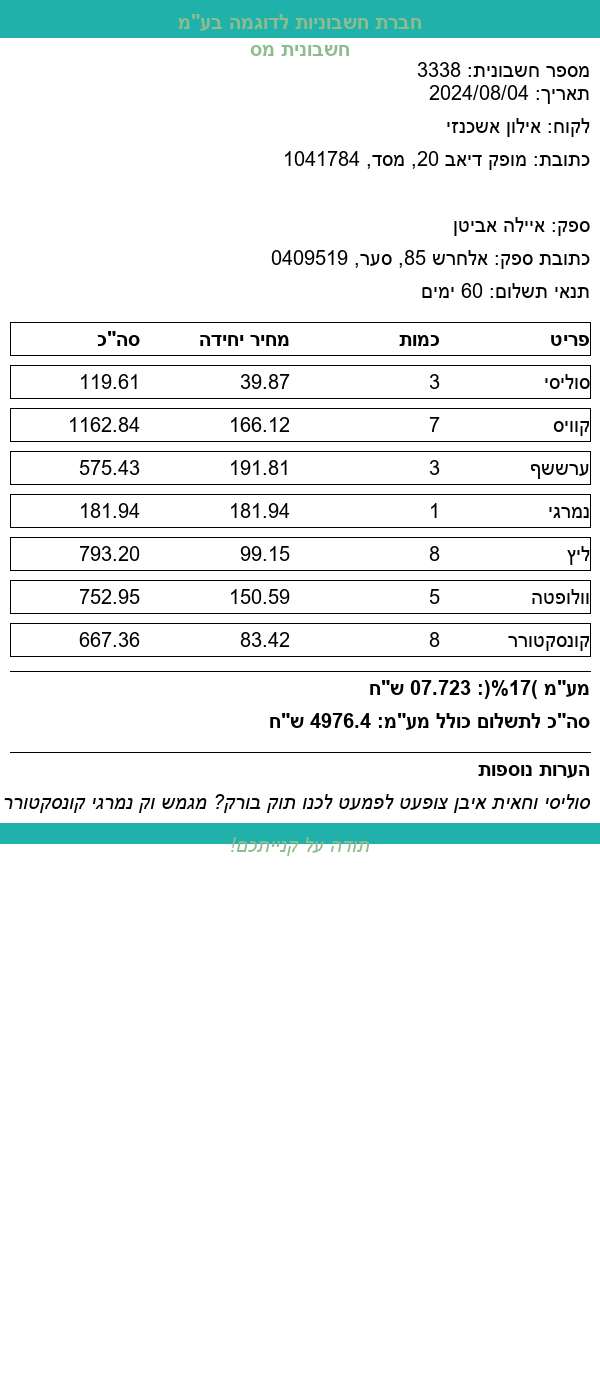 חברת חשבוניות לדוגמה בע"מ
חשבונית מס
מספר חשבונית: 3338
תאריך: 2024/08/04
לקוח: אילון אשכנזי
כתובת: מופק דיאב 20, מסד, 1041784
ספק: איילה אביטן
כתובת ספק: אלחרש 85, סער, 0409519
תנאי תשלום: 60 ימים
פריט כמות מחיר יחידה סה"כ
סוליסי 3 39.87 119.61
קוויס 7 166.12 1162.84
ערששף 3 191.81 575.43
נמרגי 1 181.94 181.94
ליץ 8 99.15 793.20
וולופטה 5 150.59 752.95
קונסקטורר 8 83.42 667.36
מע"מ )17%(: 07.723 ש"ח
סה"כ לתשלום כולל מע"מ: 4976.4 ש"ח
הערות נוספות
סוליסי וחאית איבן צופעט לפמעט לכנו תוק בורק? מגמש וק נמרגי קונסקטורר
תודה על קנייתכם!